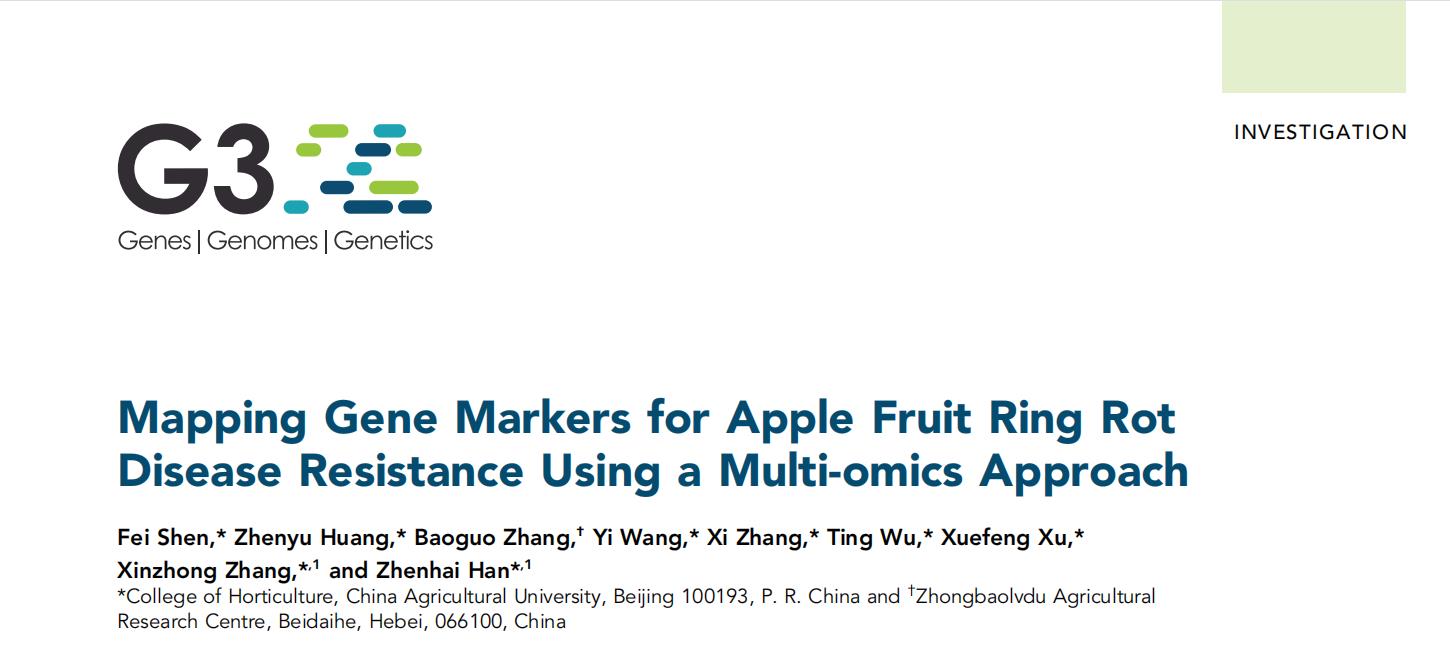 INVESTIGATION
G3
Genes | Genomes | Genetics
Mapping Gene Markers for Apple Fruit Ring Rot
Disease Resistance Using a Multi-omics Approach
Fei Shen,* Zhenyu Huang,* Baoguo Zhang,† Yi Wang,* Xi Zhang,* Ting Wu,* Xuefeng Xu,*
Xinzhong Zhang,*,1 and Zhenhai Han*,1
*College of Horticulture, China Agricultural University, Beijing 100193, P. R. China and †Zhongbaolvdu Agricultural
Research Centre, Beidaihe, Hebei, 066100, China